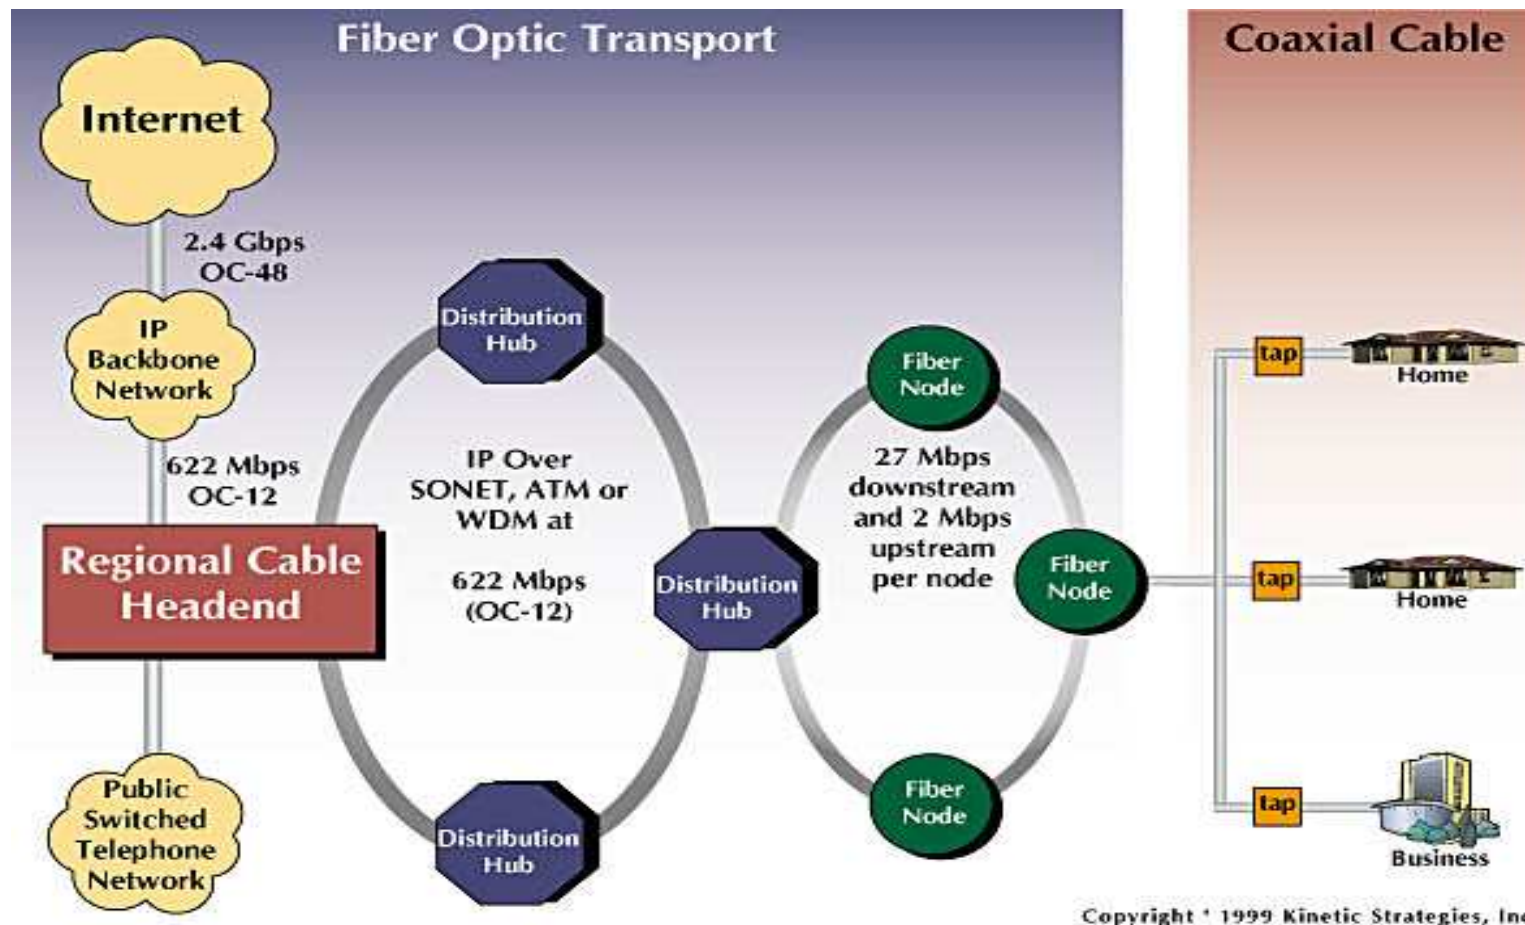 Fiber Optic Transport
Coaxial Cable
Internet
2.4 Gbps
OC-48
IP
Backbone
Network
622 Mbps
OC-12
Regional Cable
Headend
Public
Switched
Telephone
Network
Distribution
Hub
IP Over
SONET, ATM or
WDM at
622 Mbps
(OC-12)
Distribution
Hub
Distribution
Hub
Fiber
Node
27 Mbps
downstream
and 2 Mbps
upstream
per node
Fiber
Node
Fiber
Node
tap
Home
tap
Home
tap
Business
Copyright * 1999 Kinetic Strategies, Inc